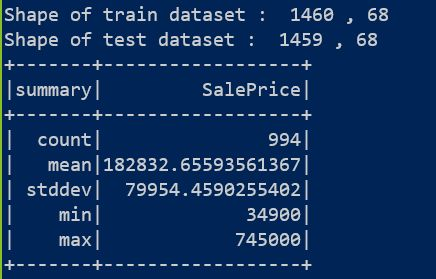 Shape of train dataset :  1460 , 68
Shape of test dataset :  1459 , 68
+-------+------------------+
|summary|         SalePrice|
+-------+------------------+
|  count|               994|
|   mean|182832.65593561367|
| stddev|  79954.4590255402|
|    min|             34900|
|    max|            745000|
+-------+------------------+